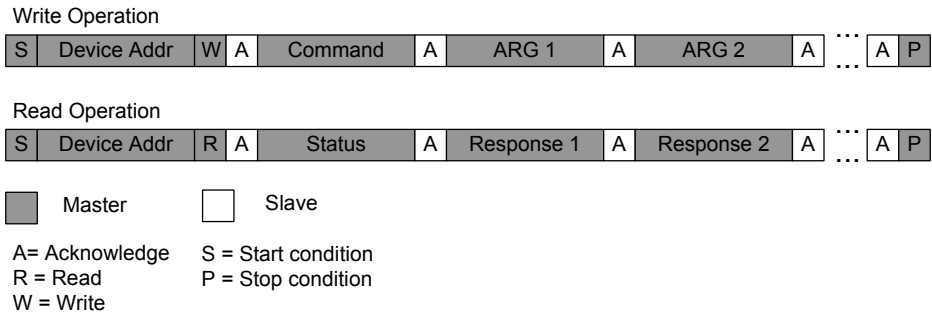 Write Operation
S Device Addr W A Command A ARG 1 A ARG 2 A ... ... A P
Read Operation
S Device Addr R A Status A Response 1 A Response 2 A ... ... A P
Master Slave
A= Acknowledge S = Start condition
R = Read P = Stop condition
W = Write